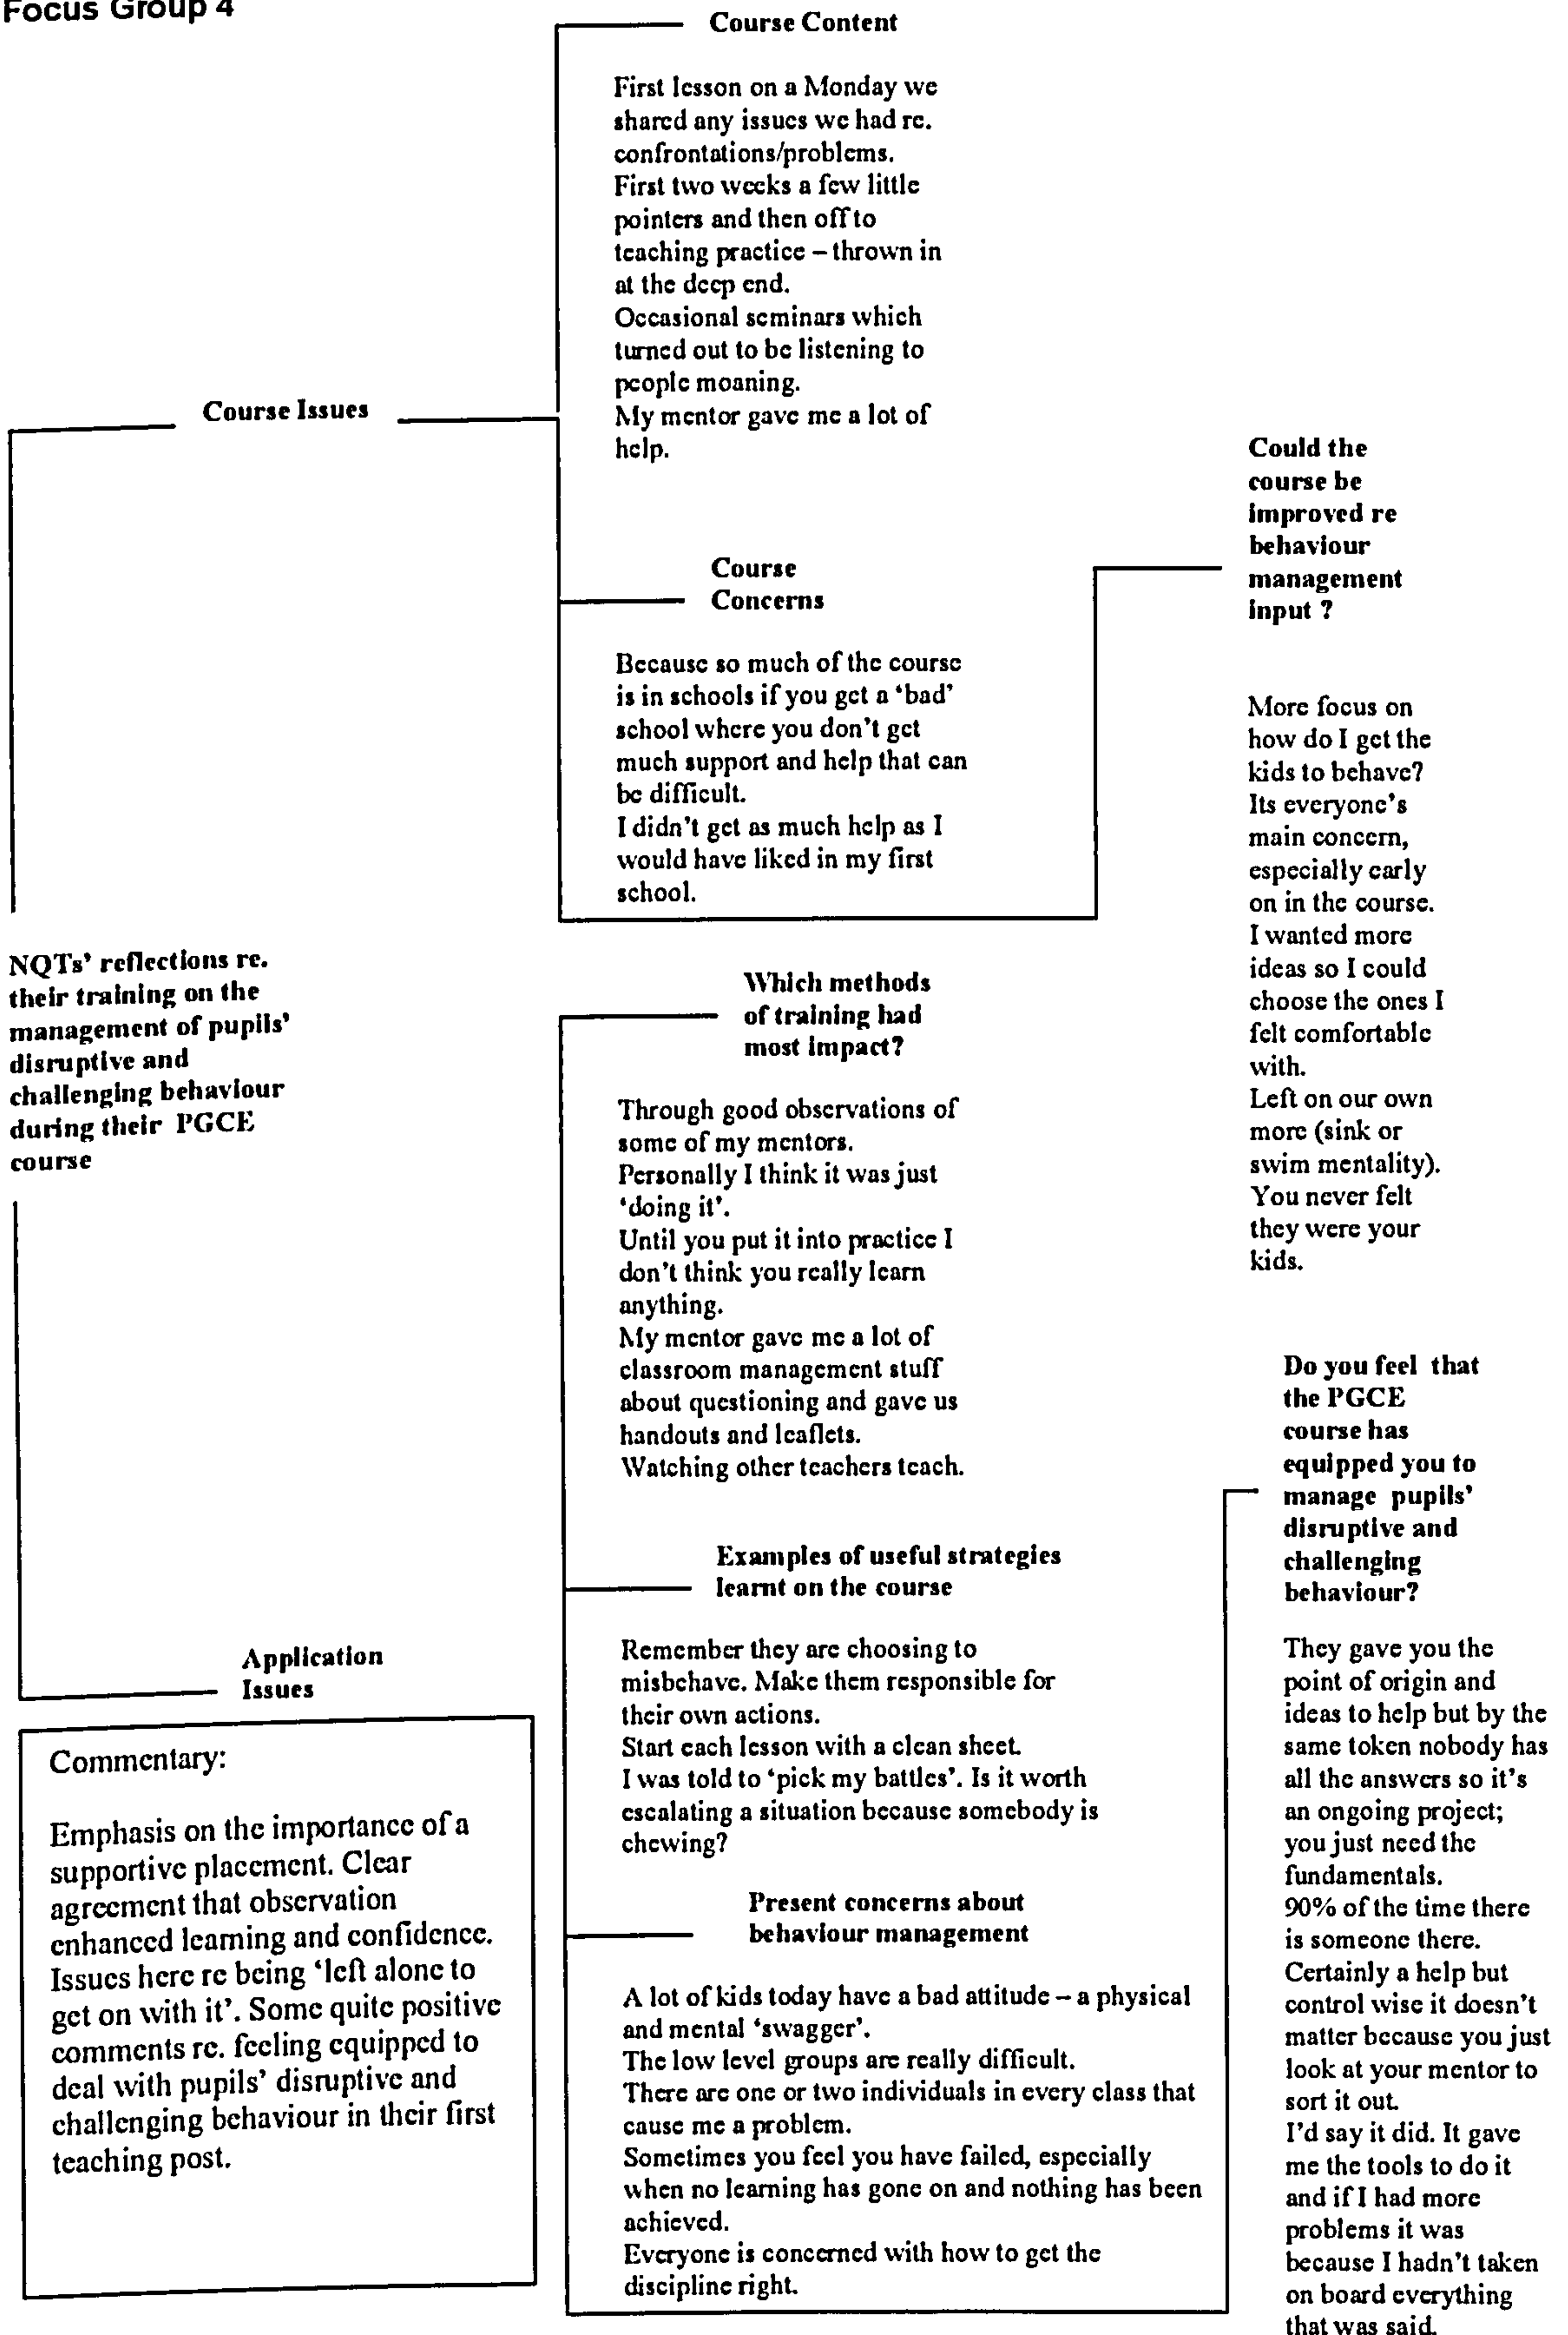 Focus Group 4
Course Content
First lesson on a Monday we
shared any issues we had re.
confrontations/problems.
First two weeks a few little
pointers and then off to
teaching practice – thrown in
at the deep end.
Occasional seminars which
turned out to be listening to
people moaning.
My mentor gave me a lot of
help.
Course Issues
Course
Concerns
Because so much of the course
is in schools if you get a ‘bad’
school where you don’t get
much support and help that can
be difficult.
I didn’t get as much help as I
would have liked in my first
school.
Could the
course be
improved re
behaviour
management
input ?
More focus on
how do I get the
kids to behave?
Its everyone’s
main concern,
especially early
on in the course.
I wanted more
ideas so I could
choose the ones I
felt comfortable
with.
Left on our own
more (sink or
swim mentality).
You never felt
they were your
kids.
NQTs’ reflections re.
their training on the
management of pupils’
disruptive and
challenging behaviour
during their PGCE
course
Which methods
of training had
most impact?
Through good observations of
some of my mentors.
Personally I think it was just
‘doing it’.
Until you put it into practice I
don’t think you really learn
anything.
My mentor gave me a lot of
classroom management stuff
about questioning and gave us
handouts and leaflets.
Watching other teachers teach.
Examples of useful strategies
learnt on the course
Remember they are choosing to
misbehave. Make them responsible for
their own actions.
Start each lesson with a clean sheet.
I was told to ‘pick my battles’. Is it worth
escalating a situation because somebody is
chewing?
Application
Issues
Present concerns about
behaviour management
A lot of kids today have a bad attitude – a physical
and mental ‘swagger’.
The low level groups are really difficult.
There are one or two individuals in every class that
cause me a problem.
Sometimes you feel you have failed, especially
when no learning has gone on and nothing has been
achieved.
Everyone is concerned with how to get the
discipline right.
Do you feel that
the PGCE
course has
equipped you to
manage pupils’
disruptive and
challenging
behaviour?
They gave you the
point of origin and
ideas to help but by the
same token nobody has
all the answers so it’s
an ongoing project;
you just need the
fundamentals.
90% of the time there
is someone there.
Certainly a help but
control wise it doesn’t
matter because you just
look at your mentor to
sort it out.
I’d say it did. It gave
me the tools to do it
and if I had more
problems it was
because I hadn’t taken
on board everything
that was said.
Commentary:
Emphasis on the importance of a
supportive placement. Clear
agreement that observation
enhanced learning and confidence.
Issues here re being ‘left alone to
get on with it’. Some quite positive
comments re. feeling equipped to
deal with pupils’ disruptive and
challenging behaviour in their first
teaching post.